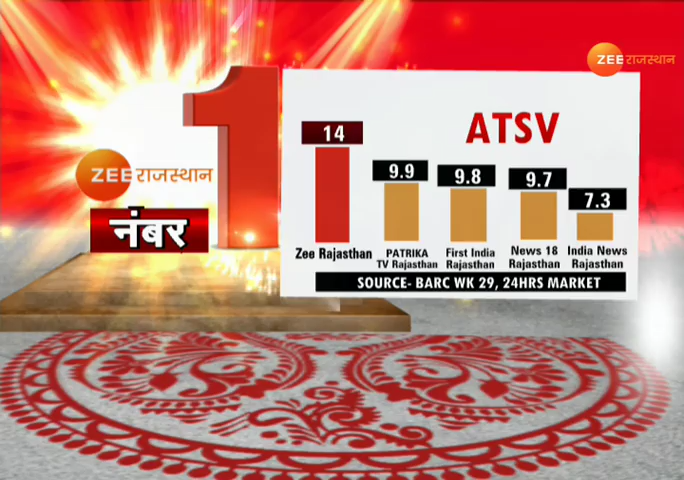 ZEE राजस्थान
ZEE राजस्थान
नंबर
1
ATSV
14
9.9
9.8
9.7
7.3
Zee Rajasthan
PATRIKA
TV Rajasthan
First India
Rajasthan
News 18
Rajasthan
India News
Rajasthan
SOURCE- BARC WK 29, 24HRS MARKET